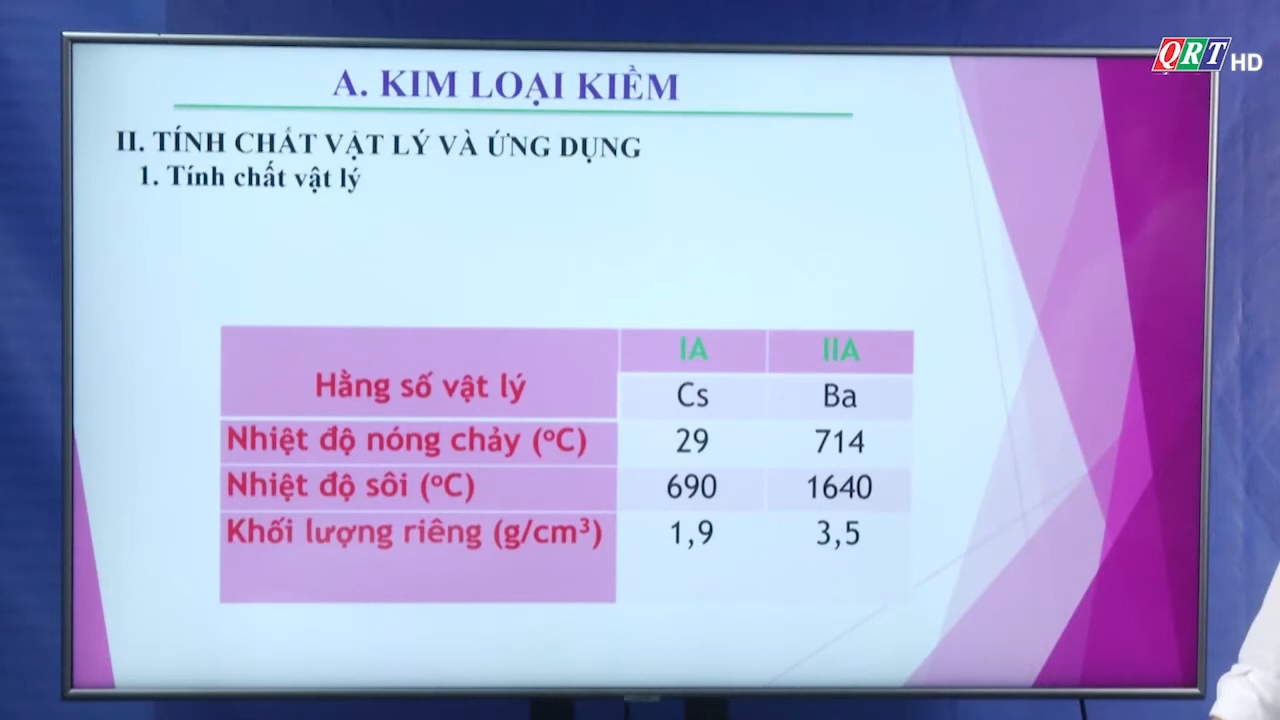 QRT HD
A. KIM LOẠI KIỀM
II. TÍNH CHẤT VẬT LÝ VÀ ỨNG DỤNG
1. Tính chất vật lý
Hằng số vật lý IA IIA
Cs Ba
Nhiệt độ nóng chảy (ºC) 29 714
Nhiệt độ sôi (ºC) 690 1640
Khối lượng riêng (g/cm³) 1,9 3,5